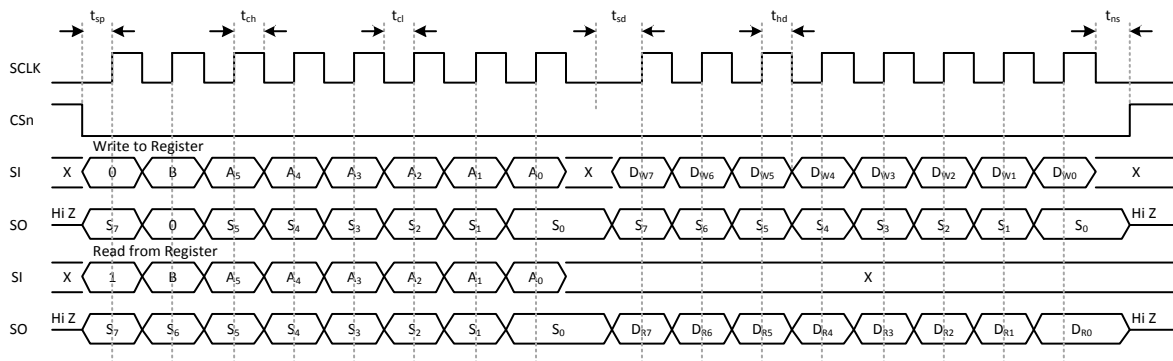 tsp tch tcl tsd thd tns
SCLK
CSn
Write to Register
SI X 0 B A5 A4 A3 A2 A1 A0 X DW7 DW6 DW5 DW4 DW3 DW2 DW1 DW0 X
SO Hi Z S7 0 S5 S4 S3 S2 S1 S0 S7 S6 S5 S4 S3 S2 S1 S0 Hi Z
Read from Register
SI X 1 B A5 A4 A3 A2 A1 A0 X
SO Hi Z S7 S6 S5 S4 S3 S2 S1 S0 DR7 DR6 DR5 DR4 DR3 DR2 DR1 DR0 Hi Z